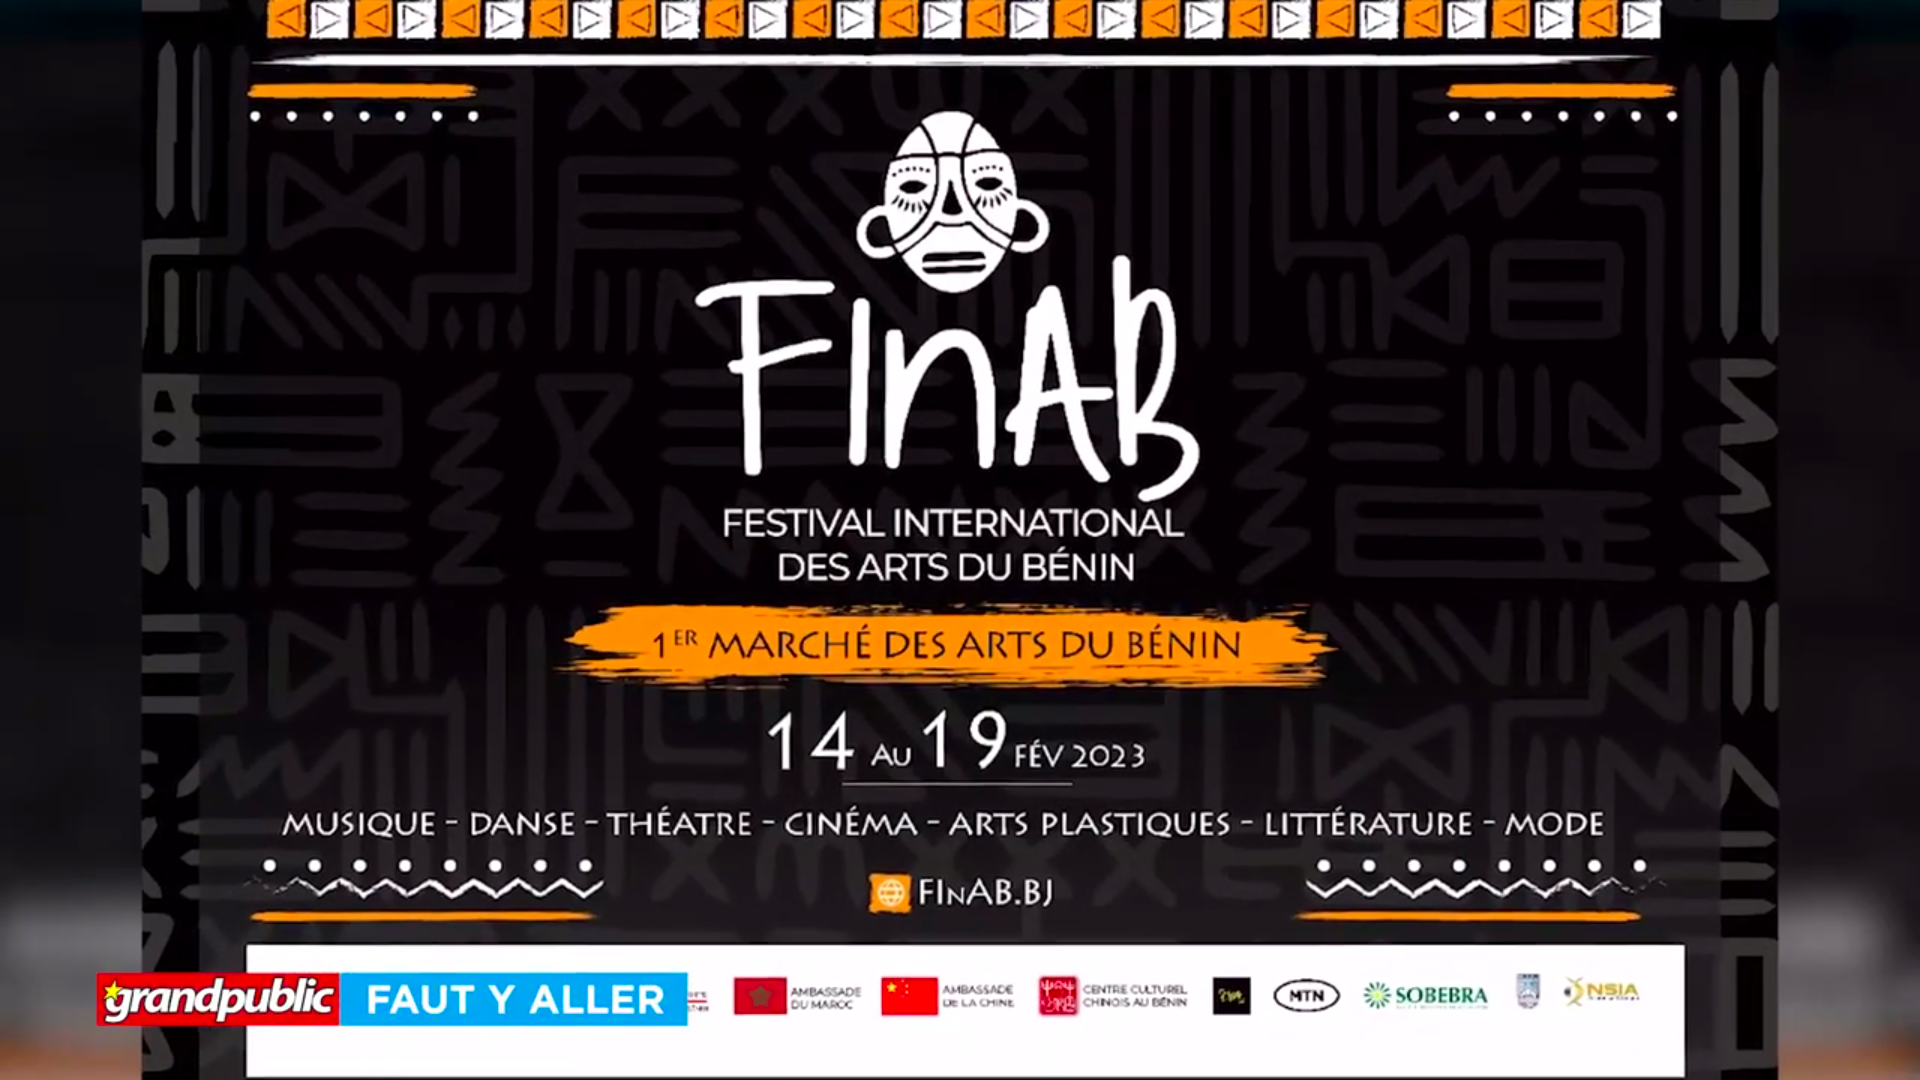 FINAB
FESTIVAL INTERNATIONAL
DES ARTS DU BÉNIN
1ER MARCHÉ DES ARTS DU BÉNIN
14 AU 19 FÉV 2023
MUSIQUE - DANSE - THÉATRE - CINÉMA - ARTS PLASTIQUES - LITTÉRATURE - MODE
FINAB.BJ
grandpublic FAUT Y ALLER
AMBASSADE
DU MAROC
AMBASSADE
DE LA CHINE
CENTRE CULTUREL
CHINOIS AU BÉNIN
MTN
SOBEBRA
NSIA